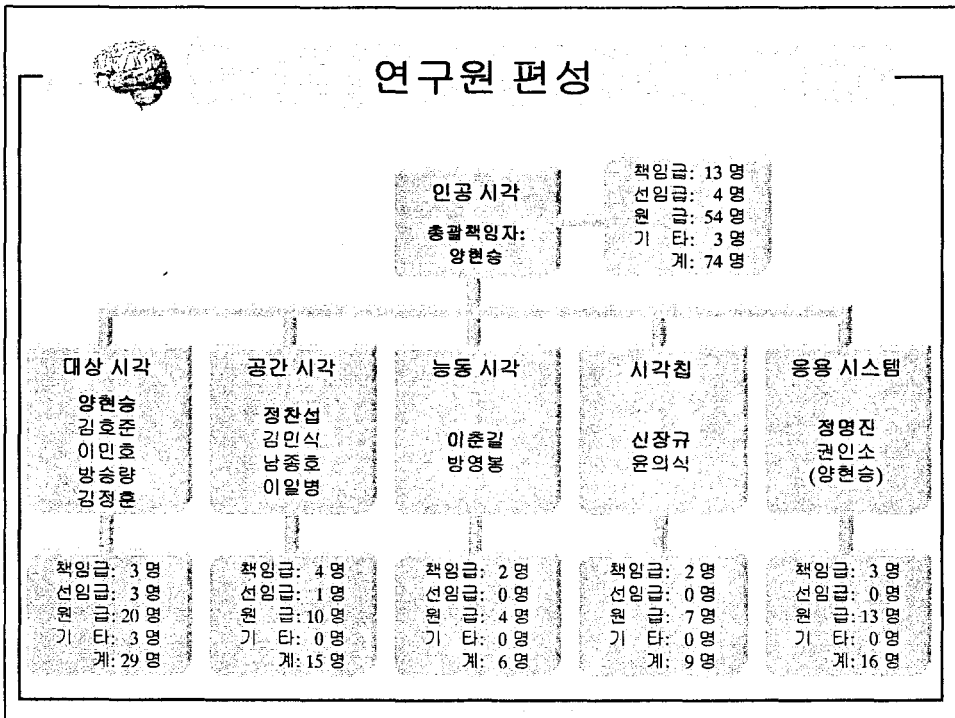 연구원 편성
인공 시각
총괄책임자:
양현승
책임급: 13 명
선임급: 4 명
원 급: 54 명
기 타: 3 명
계: 74 명
대상 시각
양현승
김호준
이민호
방승량
김정훈
공간 시각
정찬섭
김민식
남종호
이일병
능동 시각
이춘길
방영봉
시각칩
신장규
윤의식
응용 시스템
정명진
권인소
(양현승)
책임급: 3 명
선임급: 3 명
원 급: 20 명
기 타: 3 명
계: 29 명
책임급: 4 명
선임급: 1 명
원 급: 10 명
기 타: 0 명
계: 15 명
책임급: 2 명
선임급: 0 명
원 급: 4 명
기 타: 0 명
계: 6 명
책임급: 2 명
선임급: 0 명
원 급: 7 명
기 타: 0 명
계: 9 명
책임급: 3 명
선임급: 0 명
원 급: 13 명
기 타: 0 명
계: 16 명